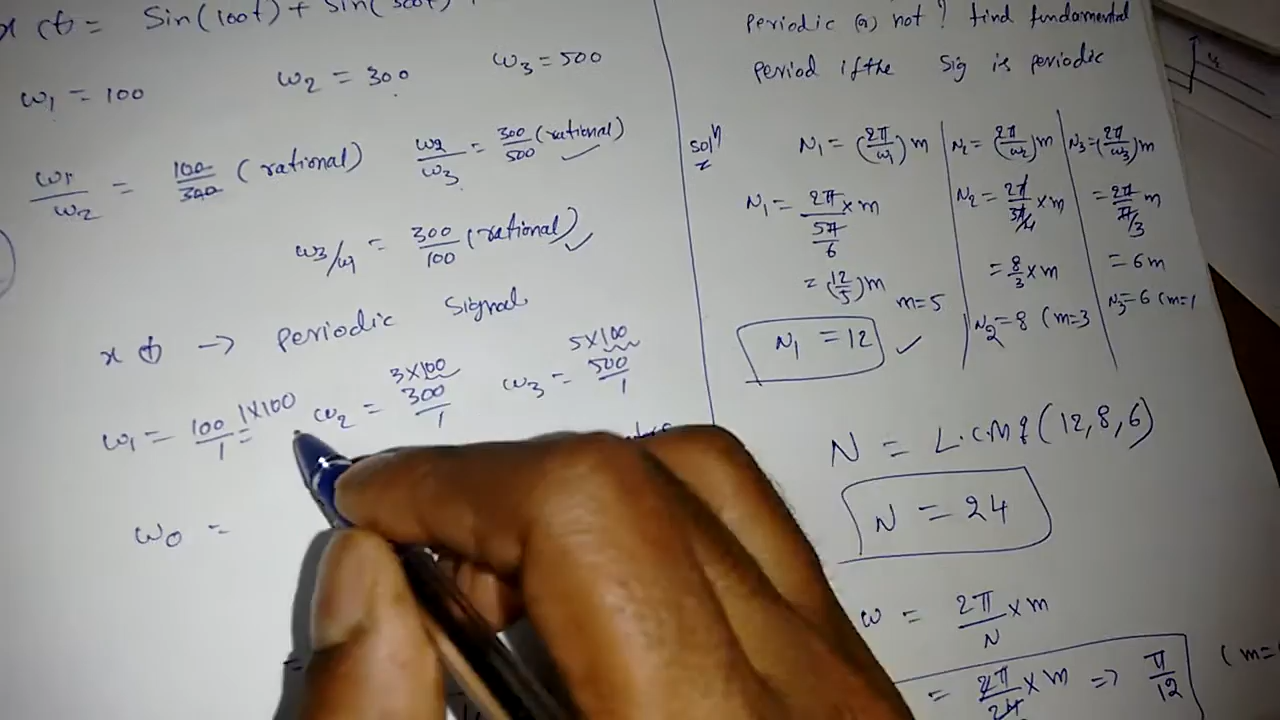 x(t) = Sin(100t) + Sin(300t)
ω1 = 100
ω2 = 300
ω3 = 500
ω1/ω2 = 100/300 (rational)
ω2/ω3 = 300/500 (rational) ✓
ω3/ω1 = 300/100 (rational) ✓
x(t) → Periodic Signal
ω1 = 100/1 = 1×100
ω2 = 300/1 3×100
ω3 = 500/1 5×100
ω0 =
Periodic (or) not? find fundamental
Period if the Sig is periodic
Solⁿ
N1 = (2π/ω1) m
N1 = 2π/(5π/6) × m
= (12/5) m
m=5
N1 = 12 ✓
N2 = (2π/ω2) m
N2 = 2π/(3π/4) × m
= 8/3 × m
N2 = 8 (m=3
N3 = (2π/ω3) m
= 2π/(π/3) m
= 6m
N3 = 6 (m=1
N = L.C.M of (12, 8, 6)
N = 24
ω = 2π/N × m
= 2π/24 × m => π/12 (m=